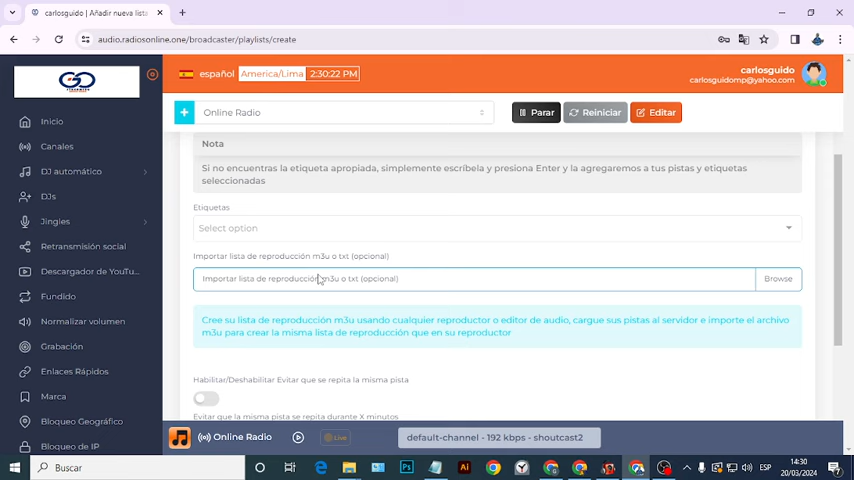 carlosguido | Añadir nueva lista
audio.radiosonline.one/broadcaster/playlists/create
español America/Lima 2:30:22 PM
carlosguido
carlosguidomp@yahoo.com
Online Radio
Parar
Reiniciar
Editar
Inicio
Canales
DJ automático
DJs
Jingles
Retransmisión social
Descargador de YouTu...
Fundido
Normalizar volumen
Grabación
Enlaces Rápidos
Marca
Bloqueo Geográfico
Bloqueo de IP
Nota
Si no encuentras la etiqueta apropiada, simplemente escríbela y presiona Enter y la agregaremos a tus pistas y etiquetas
seleccionadas
Etiquetas
Select option
Importar lista de reproducción m3u o txt (opcional)
Importar lista de reproducción m3u o txt (opcional)
Browse
Cree su lista de reproducción m3u usando cualquier reproductor o editor de audio, cargue sus pistas al servidor e importe el archivo
m3u para crear la misma lista de reproducción que en su reproductor
Habilitar/Deshabilitar Evitar que se repita la misma pista
Evitar que la misma pista se repita durante X minutos
Online Radio
Live
default-channel - 192 kbps - shoutcast2
Buscar
ESP
14:30
20/03/2024